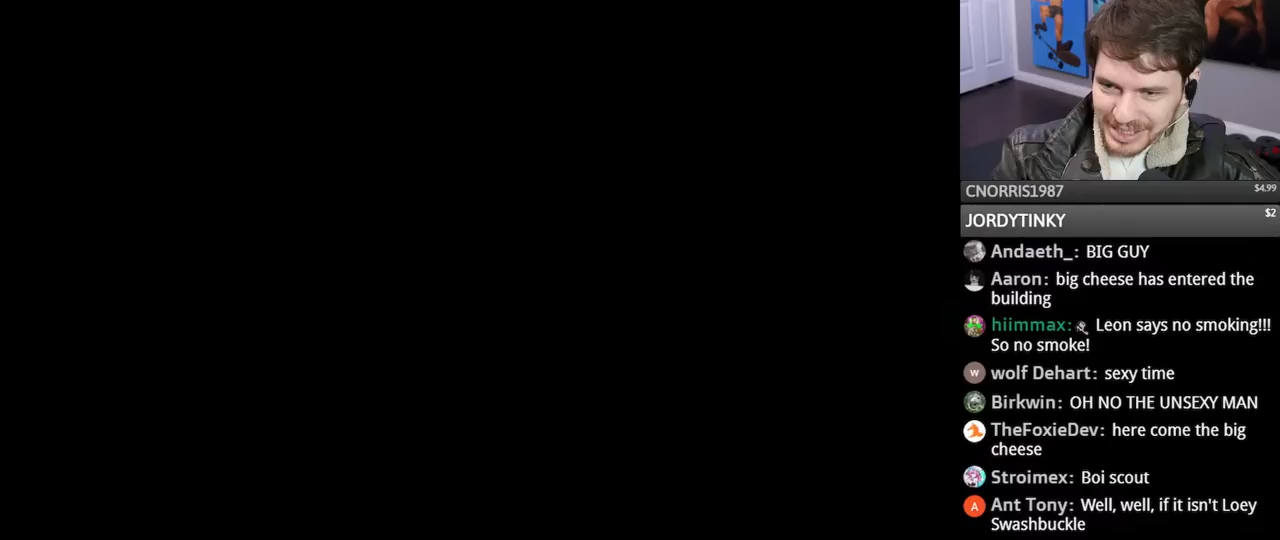 CNORRIS1987 $4.99
JORDYTINKY $2
Andaeth_: BIG GUY
Aaron: big cheese has entered the
building
hiimmax: Leon says no smoking!!!
So no smoke!
W wolf Dehart: sexy time
Birkwin: OH NO THE UNSEXY MAN
TheFoxieDev: here come the big
cheese
Stroimex: Boi scout
A Ant Tony: Well, well, if it isn't Loey
Swashbuckle